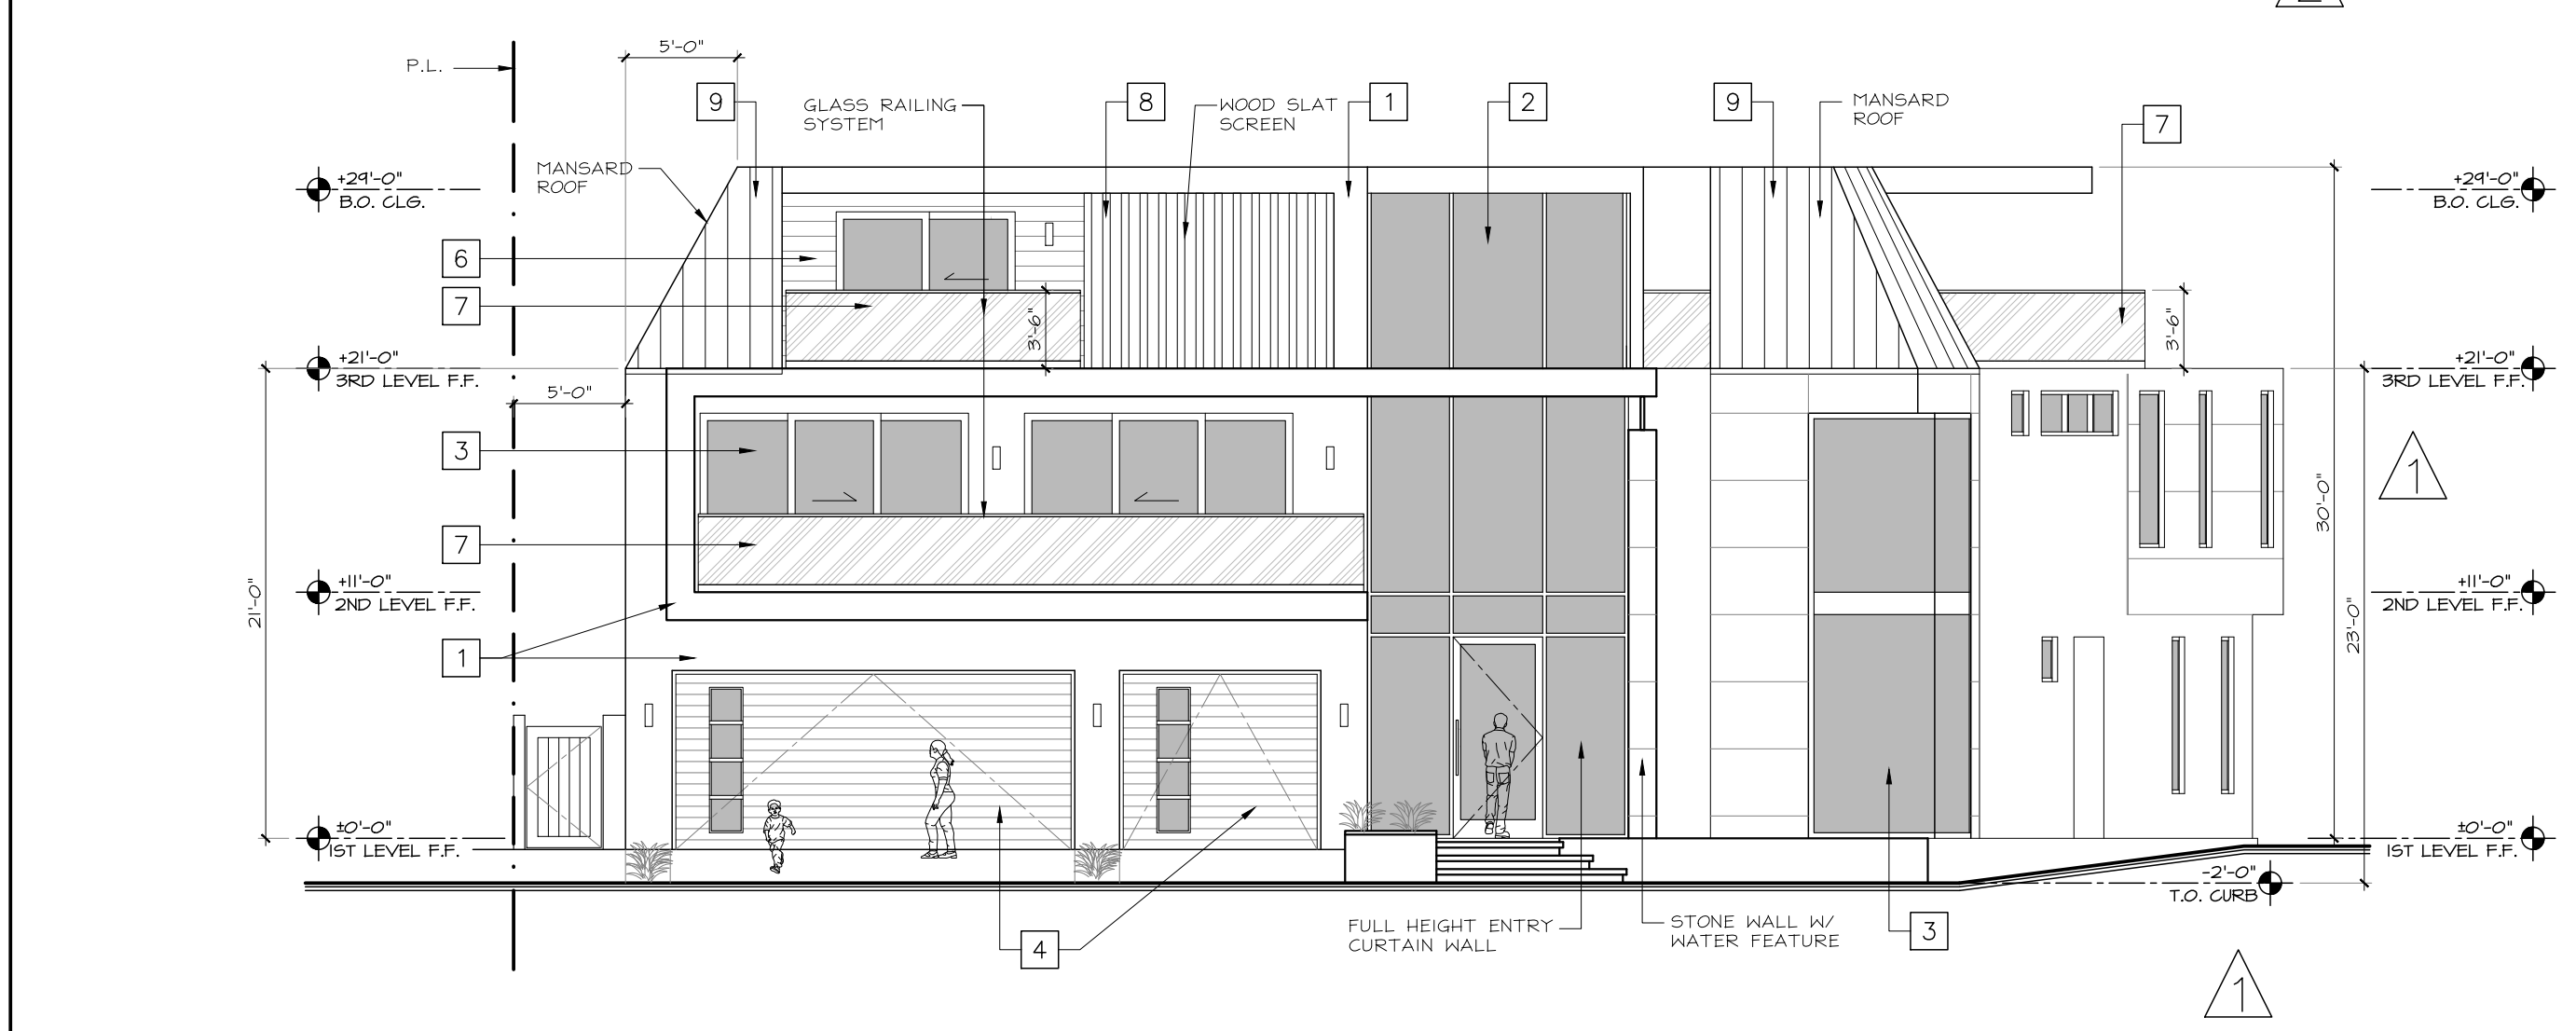 5'-0"
P.L.
9
GLASS RAILING
SYSTEM
8
WOOD SLAT
SCREEN
1
2
9
MANSARD
ROOF
7
MANSARD
ROOF
+29'-0"
B.O. CLG.
+29'-0"
B.O. CLG.
6
7
3'-6"
3'-6"
+21'-0"
3RD LEVEL F.F.
+21'-0"
3RD LEVEL F.F.
5'-0"
3
1
30'-0"
7
+11'-0"
2ND LEVEL F.F.
+11'-0"
2ND LEVEL F.F.
21'-0"
23'-0"
1
±0'-0"
1ST LEVEL F.F.
±0'-0"
1ST LEVEL F.F.
-2'-0"
T.O. CURB
4
FULL HEIGHT ENTRY
CURTAIN WALL
STONE WALL W/
WATER FEATURE
3
1